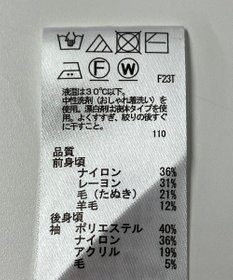 F
W
F23T
液温は30℃以下。
中性洗剤（おしゃれ着洗い）を
使用。漂白剤は液体タイプを使
用。よくすすぎ、絞りの後すぐ
に干すこと。
110
品質
前身頃
ナイロン 36%
レーヨン 31%
毛（たぬき） 21%
羊毛 12%
後身頃
袖 ポリエステル 40%
ナイロン 36%
アクリル 19%
毛 5%